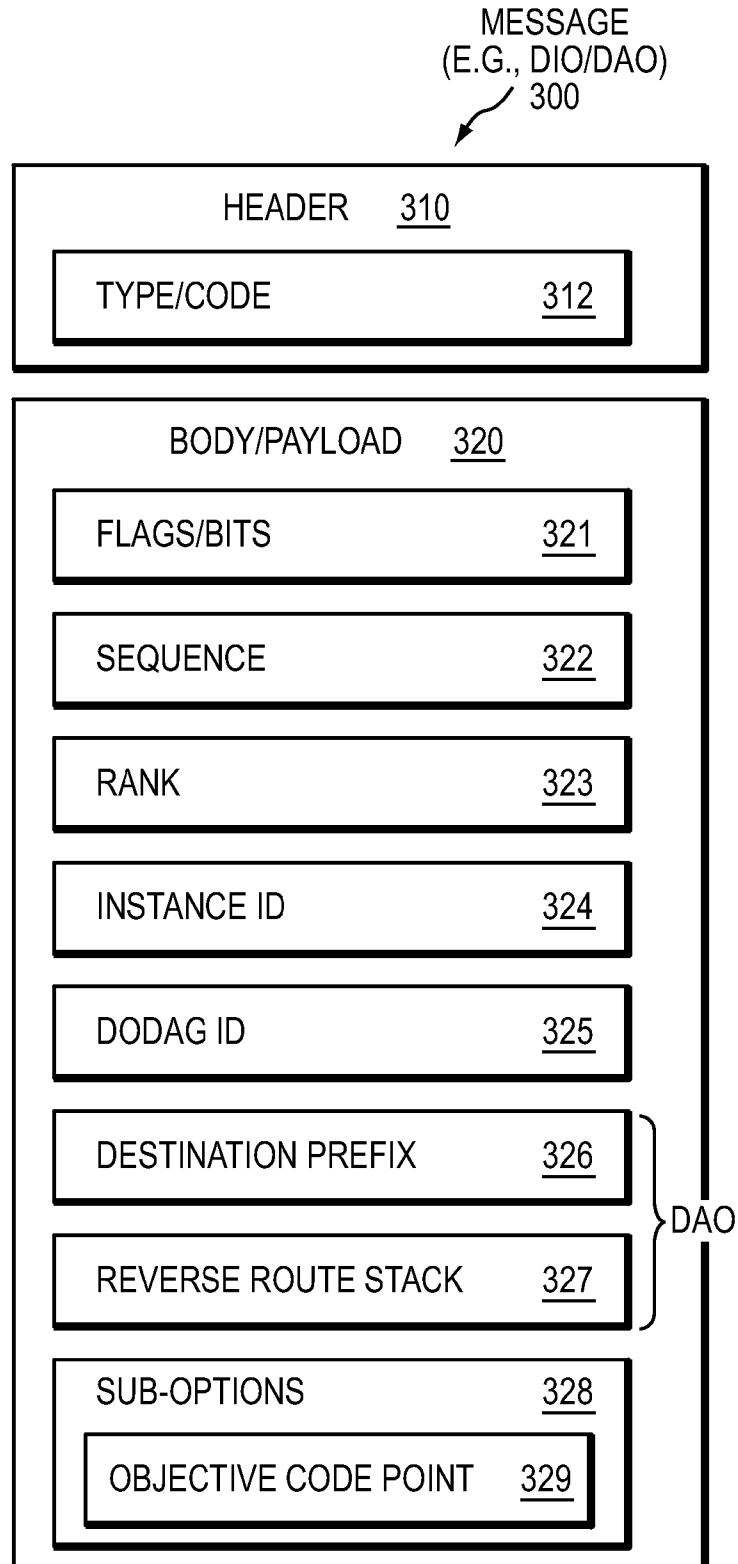 MESSAGE
(E.G., DIO/DAO)
300
HEADER 310
TYPE/CODE 312
BODY/PAYLOAD 320
FLAGS/BITS 321
SEQUENCE 322
RANK 323
INSTANCE ID 324
DODAG ID 325
DESTINATION PREFIX 326
DAO
REVERSE ROUTE STACK 327
SUB-OPTIONS 328
OBJECTIVE CODE POINT 329